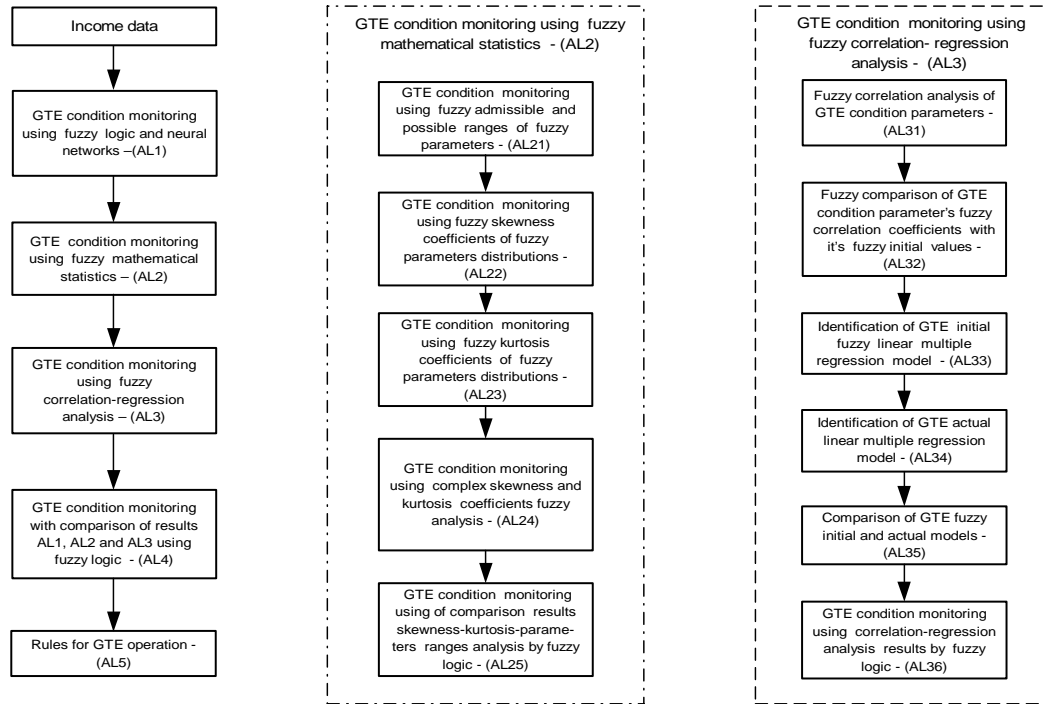 Income data
GTE condition monitoring
using fuzzy logic and neural
networks –(AL1)
GTE condition monitoring
using fuzzy mathematical
statistics – (AL2)
GTE condition monitoring
using fuzzy
correlation-regression
analysis – (AL3)
GTE condition monitoring
with comparison of results
AL1, AL2 and AL3 using
fuzzy logic - (AL4)
Rules for GTE operation -
(AL5)
GTE condition monitoring using fuzzy
mathematical statistics - (AL2)
GTE condition monitoring
using fuzzy admissible and
possible ranges of fuzzy
parameters - (AL21)
GTE condition monitoring
using fuzzy skewness
coefficients of fuzzy
parameters distributions -
(AL22)
GTE condition monitoring
using fuzzy kurtosis
coefficients of fuzzy
parameters distributions -
(AL23)
GTE condition monitoring
using complex skewness and
kurtosis coefficients fuzzy
analysis - (AL24)
GTE condition monitoring
using of comparison results
skewness-kurtosis-parame-
ters ranges analysis by fuzzy
logic - (AL25)
GTE condition monitoring using
fuzzy correlation- regression
analysis - (AL3)
Fuzzy correlation analysis of
GTE condition parameters -
(AL31)
Fuzzy comparison of GTE
condition parameter's fuzzy
correlation coefficients with
it's fuzzy initial values -
(AL32)
Identification of GTE initial
fuzzy linear multiple
regression model - (AL33)
Identification of GTE actual
linear multiple regression
model - (AL34)
Comparison of GTE fuzzy
initial and actual models -
(AL35)
GTE condition monitoring
using correlation-regression
analysis results by fuzzy
logic - (AL36)